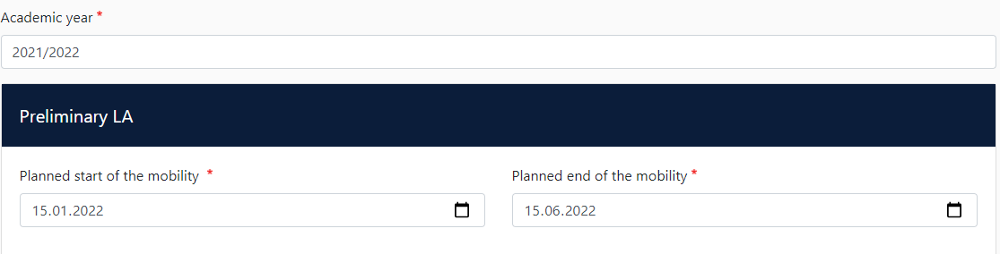 Academic year *
2021/2022
Preliminary LA
Planned start of the mobility * Planned end of the mobility *
15.01.2022 15.06.2022